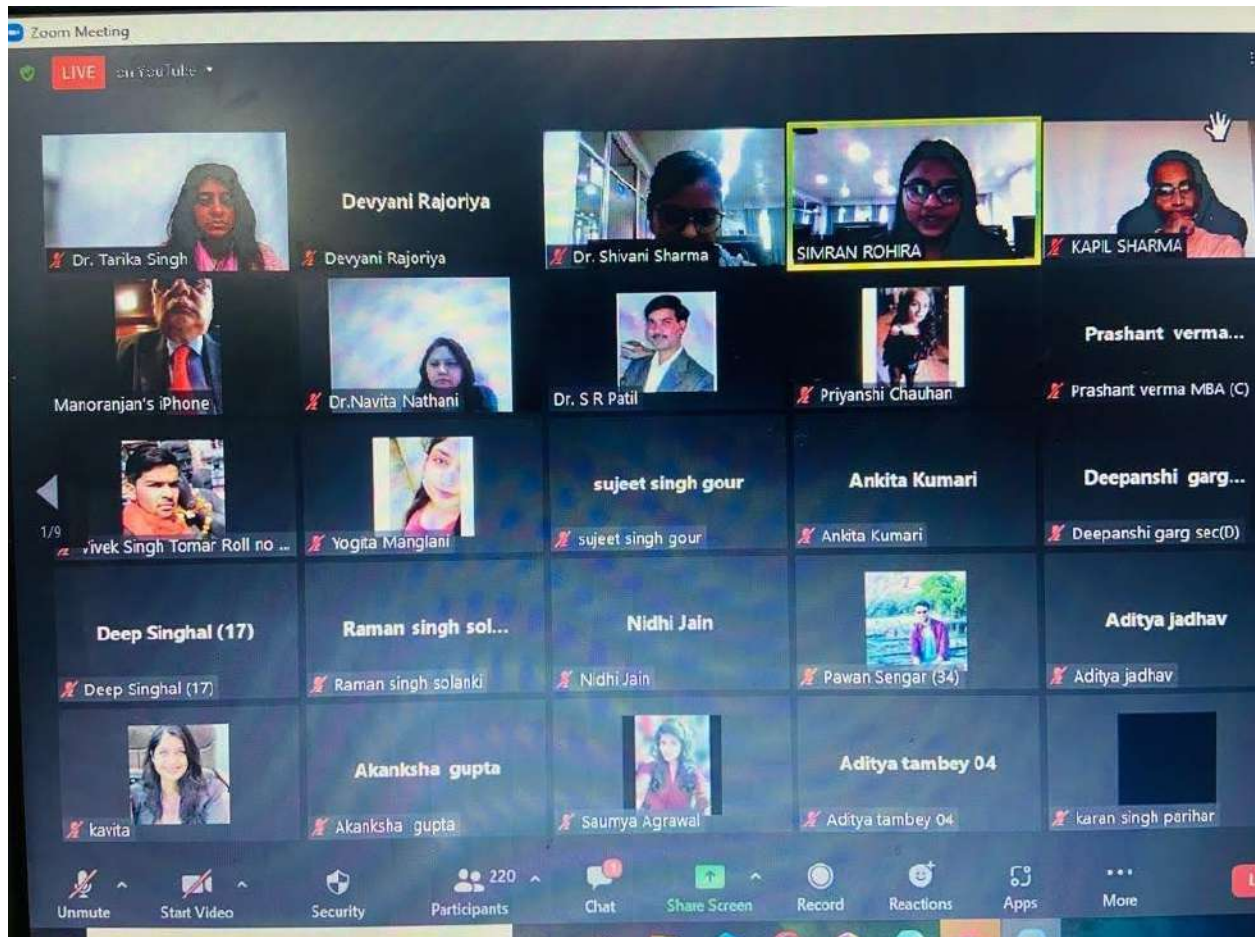 Zoom Meeting
LIVE on YouTube
Dr. Tarika Singh
Devyani Rajoriya
Devyani Rajoriya
Dr. Shivani Sharma
SIMRAN ROHIRA
KAPIL SHARMA
Manoranjan's iPhone
Dr.Navita Nathani
Dr. S R Patil
Priyanshi Chauhan
Prashant verma...
Prashant verma MBA (C)
1/9
Vivek Singh Tomar Roll no ...
Yogita Manglani
sujeet singh gour
sujeet singh gour
Ankita Kumari
Ankita Kumari
Deepanshi garg...
Deepanshi garg sec(D)
Deep Singhal (17)
Deep Singhal (17)
Raman singh sol...
Raman singh solanki
Nidhi Jain
Nidhi Jain
Pawan Sengar (34)
Aditya jadhav
Aditya jadhav
kavita
Akanksha gupta
Akanksha gupta
Saumya Agrawal
Aditya tambey 04
Aditya tambey 04
karan singh parihar
Unmute
Start Video
Security
220
Participants
1
Chat
Share Screen
Record
Reactions
Apps
More